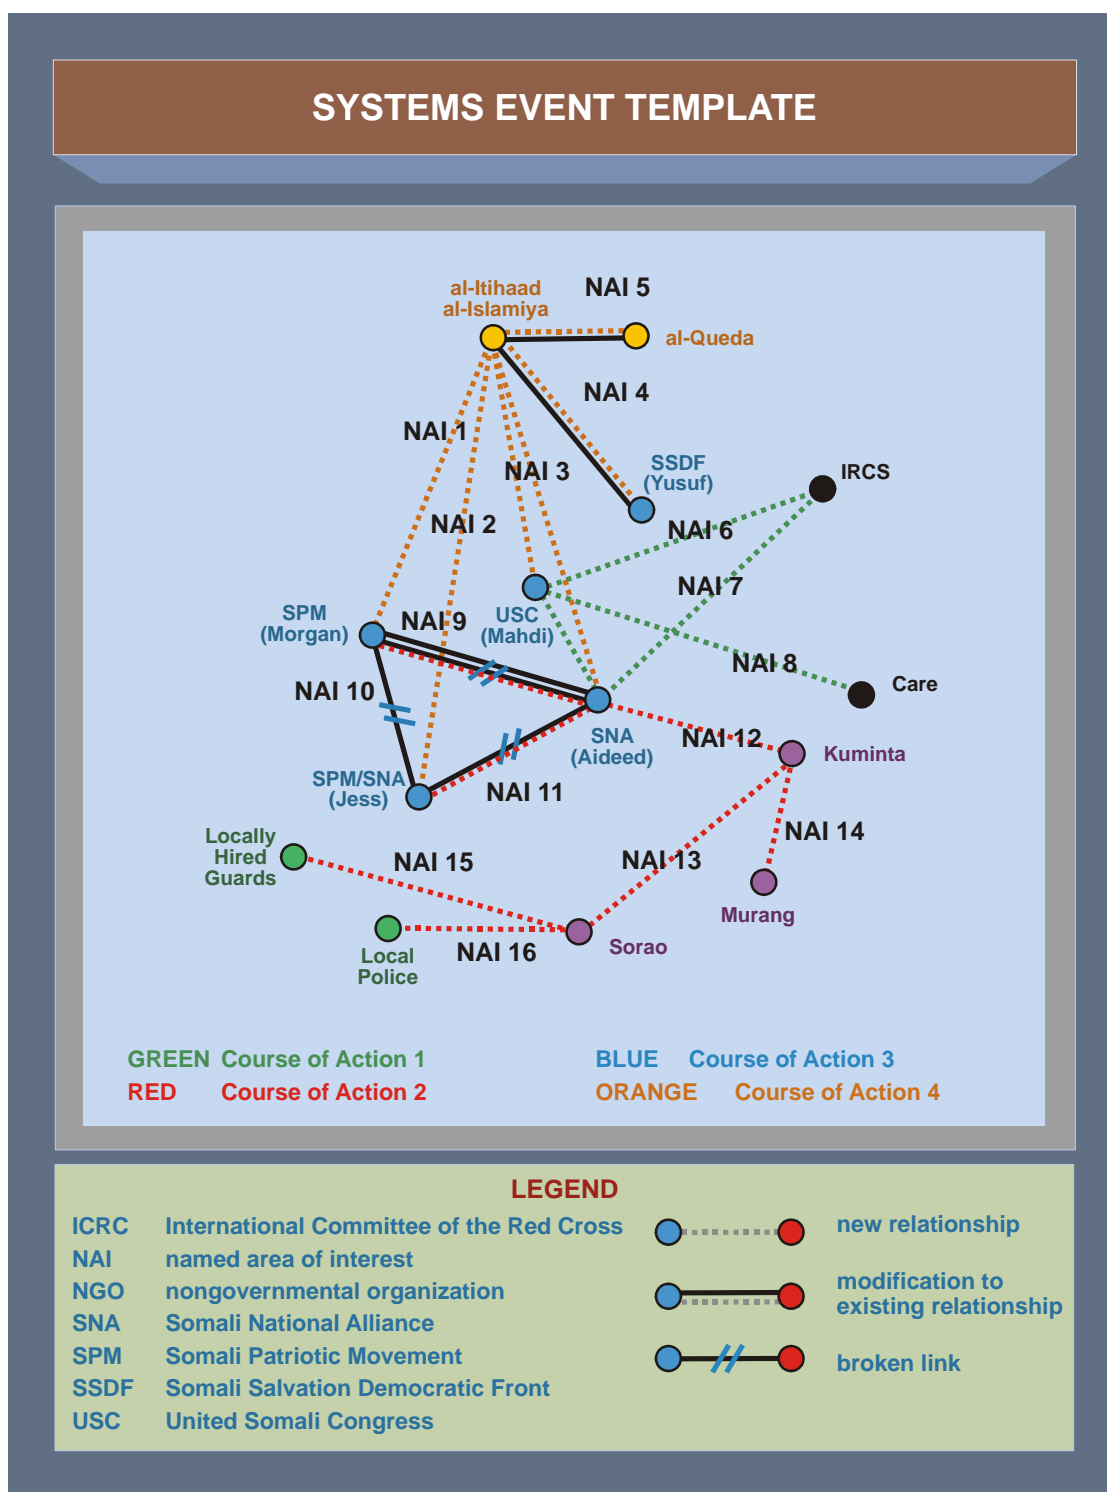 SYSTEMS EVENT TEMPLATE
al-Itihaad
al-Islamiya
NAI 5
al-Queda
NAI 4
NAI 1
NAI 3
SSDF
(Yusuf)
IRCS
NAI 2
NAI 6
NAI 7
SPM
(Morgan)
NAI 9
USC
(Mahdi)
NAI 8
NAI 10
Care
SNA
(Aideed)
NAI 12
Kuminta
SPM/SNA
(Jess)
NAI 11
Locally
Hired
Guards
NAI 15
NAI 13
NAI 14
Murang
Local
Police
NAI 16
Sorao
GREEN Course of Action 1
BLUE Course of Action 3
RED Course of Action 2
ORANGE Course of Action 4
LEGEND
ICRC International Committee of the Red Cross
NAI named area of interest
NGO nongovernmental organization
SNA Somali National Alliance
SPM Somali Patriotic Movement
SSDF Somali Salvation Democratic Front
USC United Somali Congress
new relationship
modification to
existing relationship
broken link